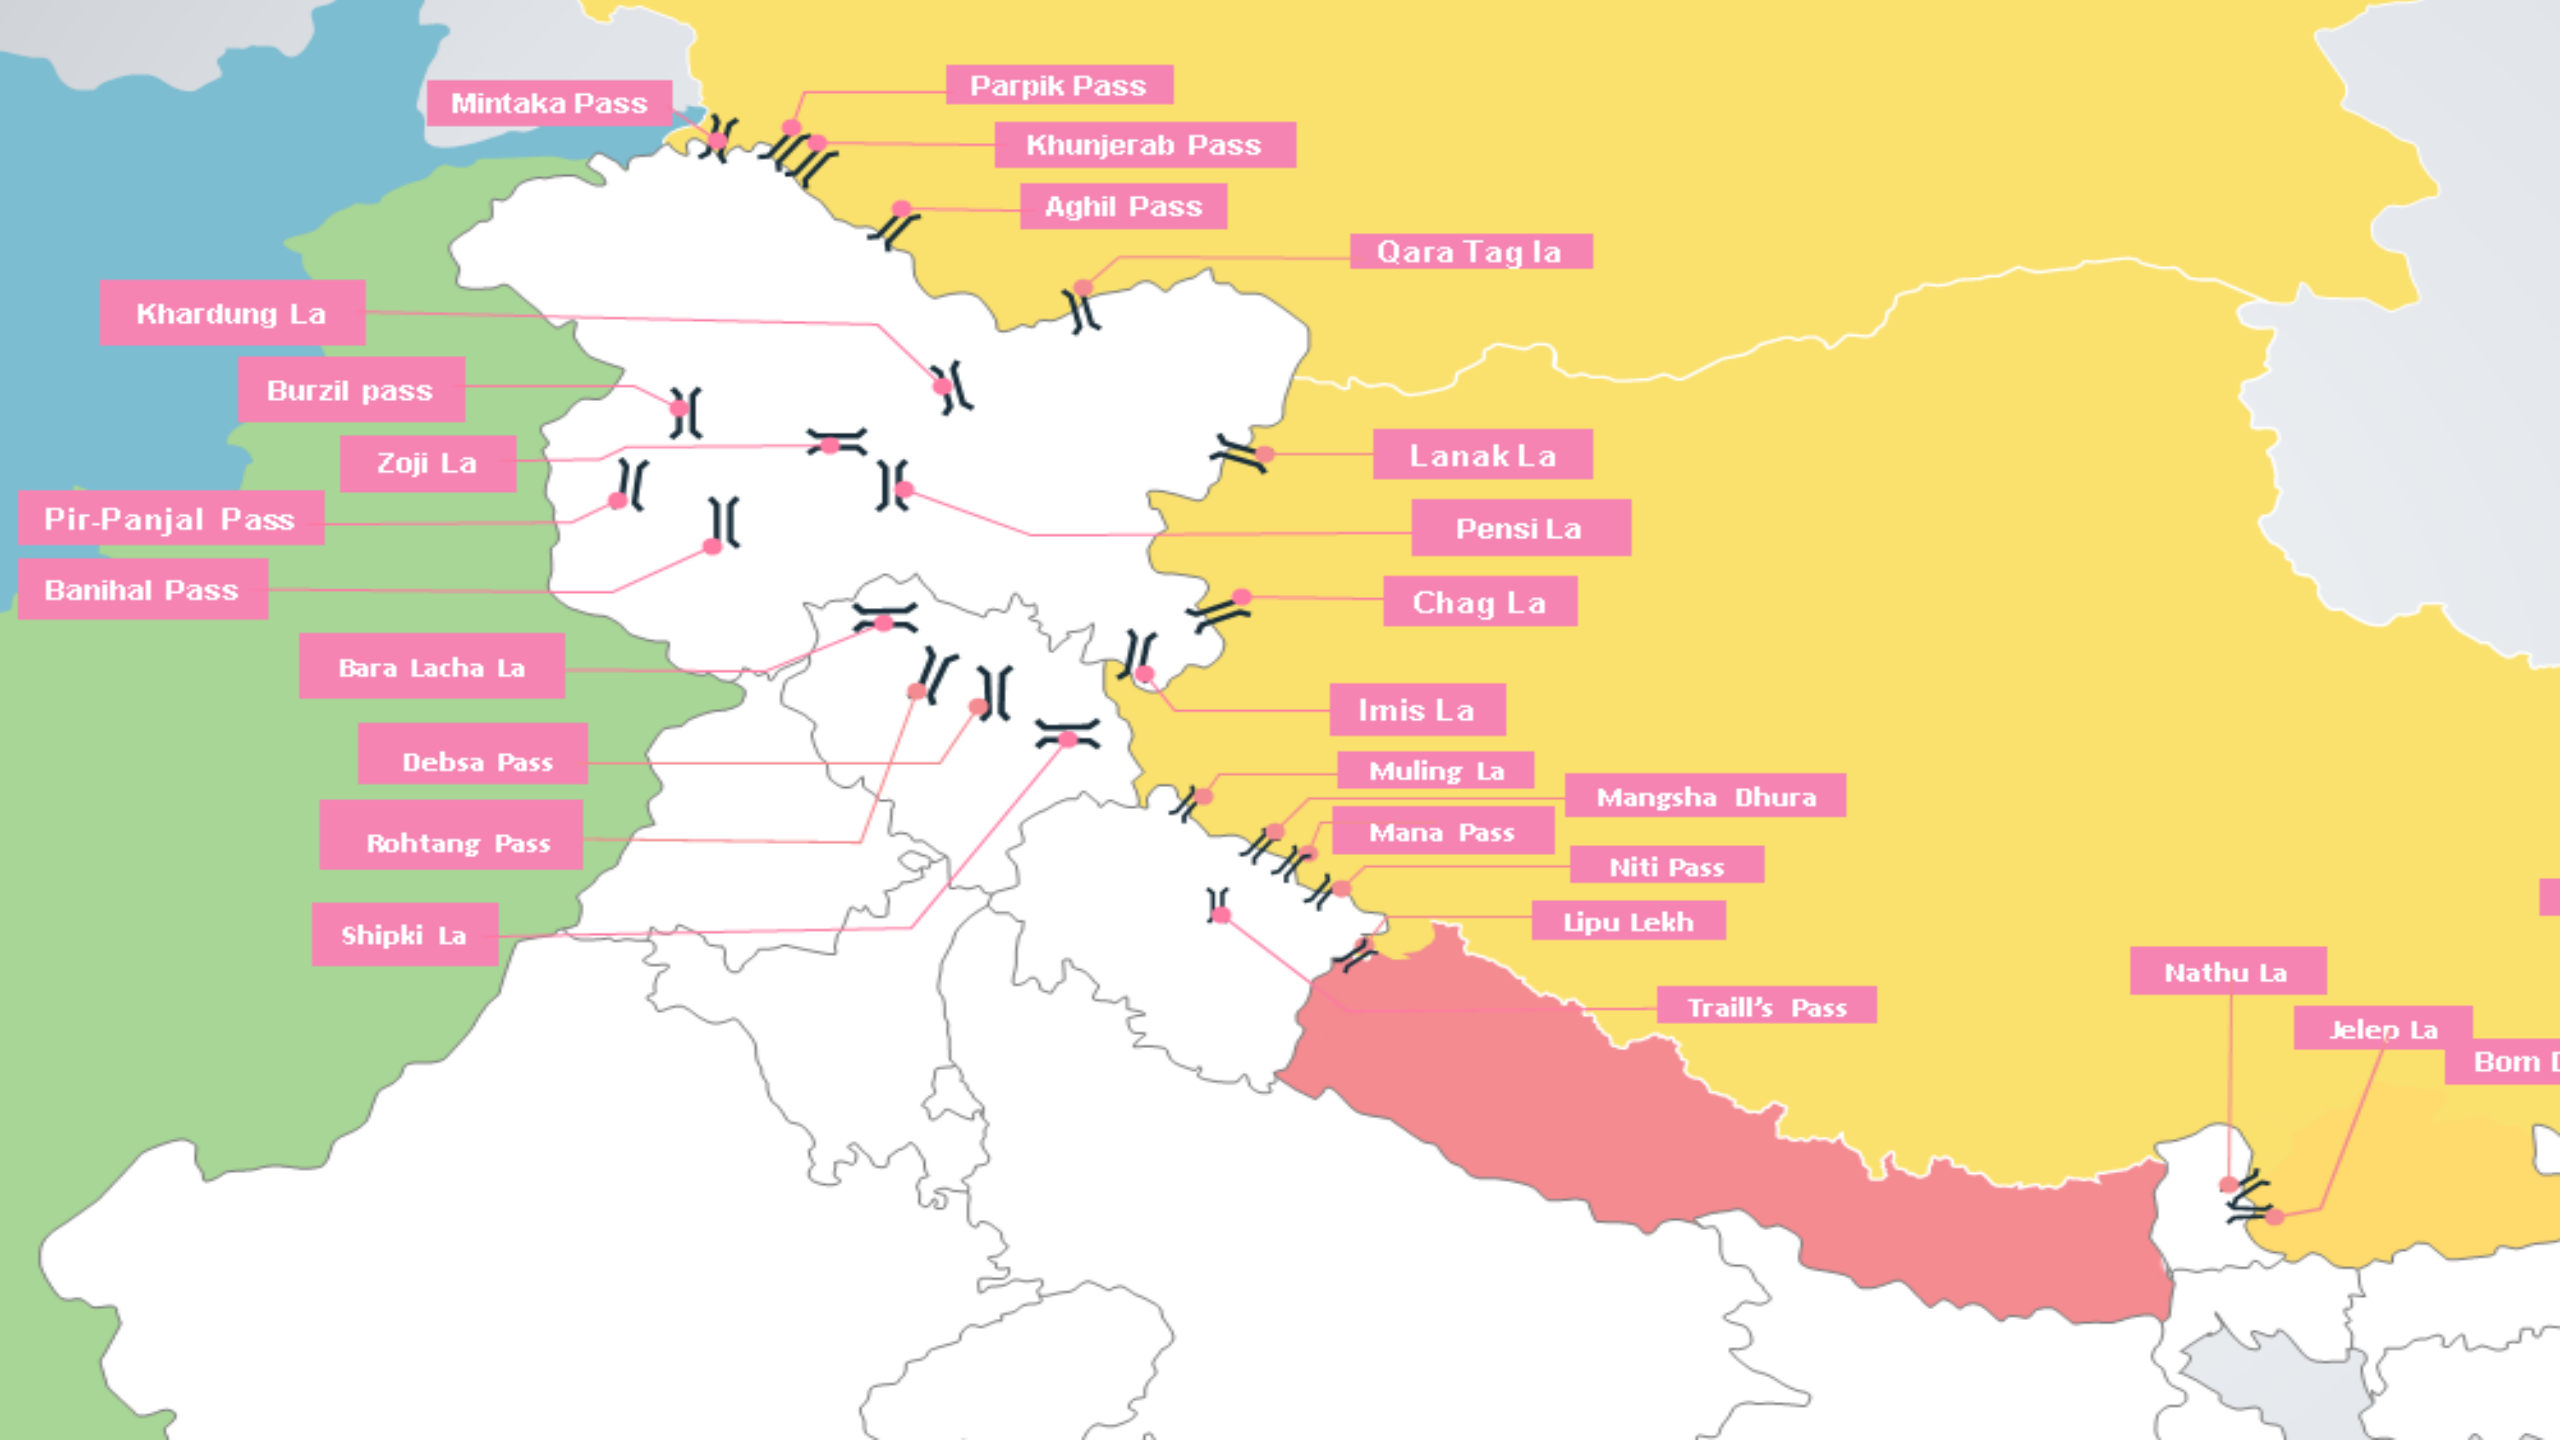 Parpik Pass
Mintaka Pass
Khunjerab Pass
Aghil Pass
Qara Tag la
Khardung La
Burzil pass
Lanak La
Zoji La
Pir-Panjal Pass
Pensi La
Banihal Pass
Chag La
Bara Lacha La
Imis La
Debsa Pass
Muling La
Mangsha Dhura
Mana Pass
Rohtang Pass
Niti Pass
Lipu Lekh
Shipki La
Nathu La
Traill's Pass
Jelep La
Bom